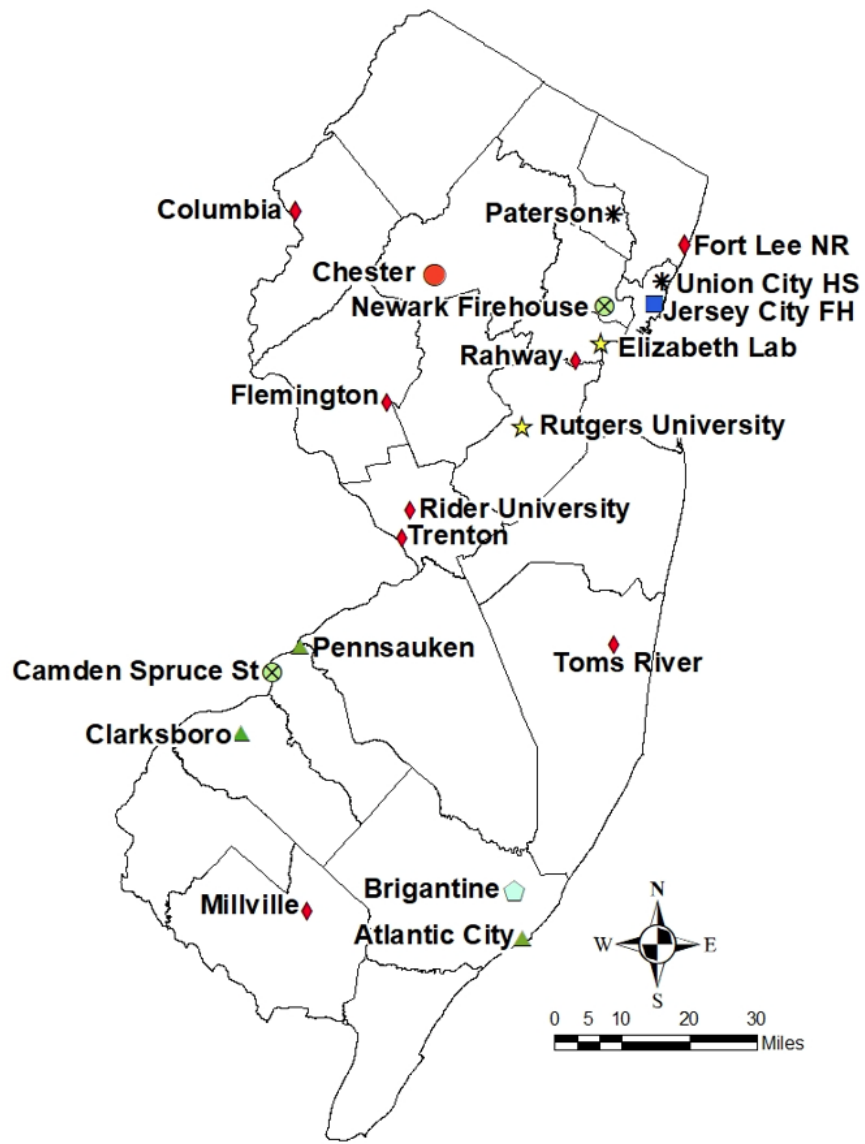 Columbia
Paterson
Fort Lee NR
Chester
Union City HS
Newark Firehouse
Jersey City FH
Elizabeth Lab
Rahway
Flemington
Rutgers University
Rider University
Trenton
Pennsauken
Toms River
Camden Spruce St
Clarksboro
Brigantine
Millville
Atlantic City
N
W
E
S
0 5 10 20 30
Miles